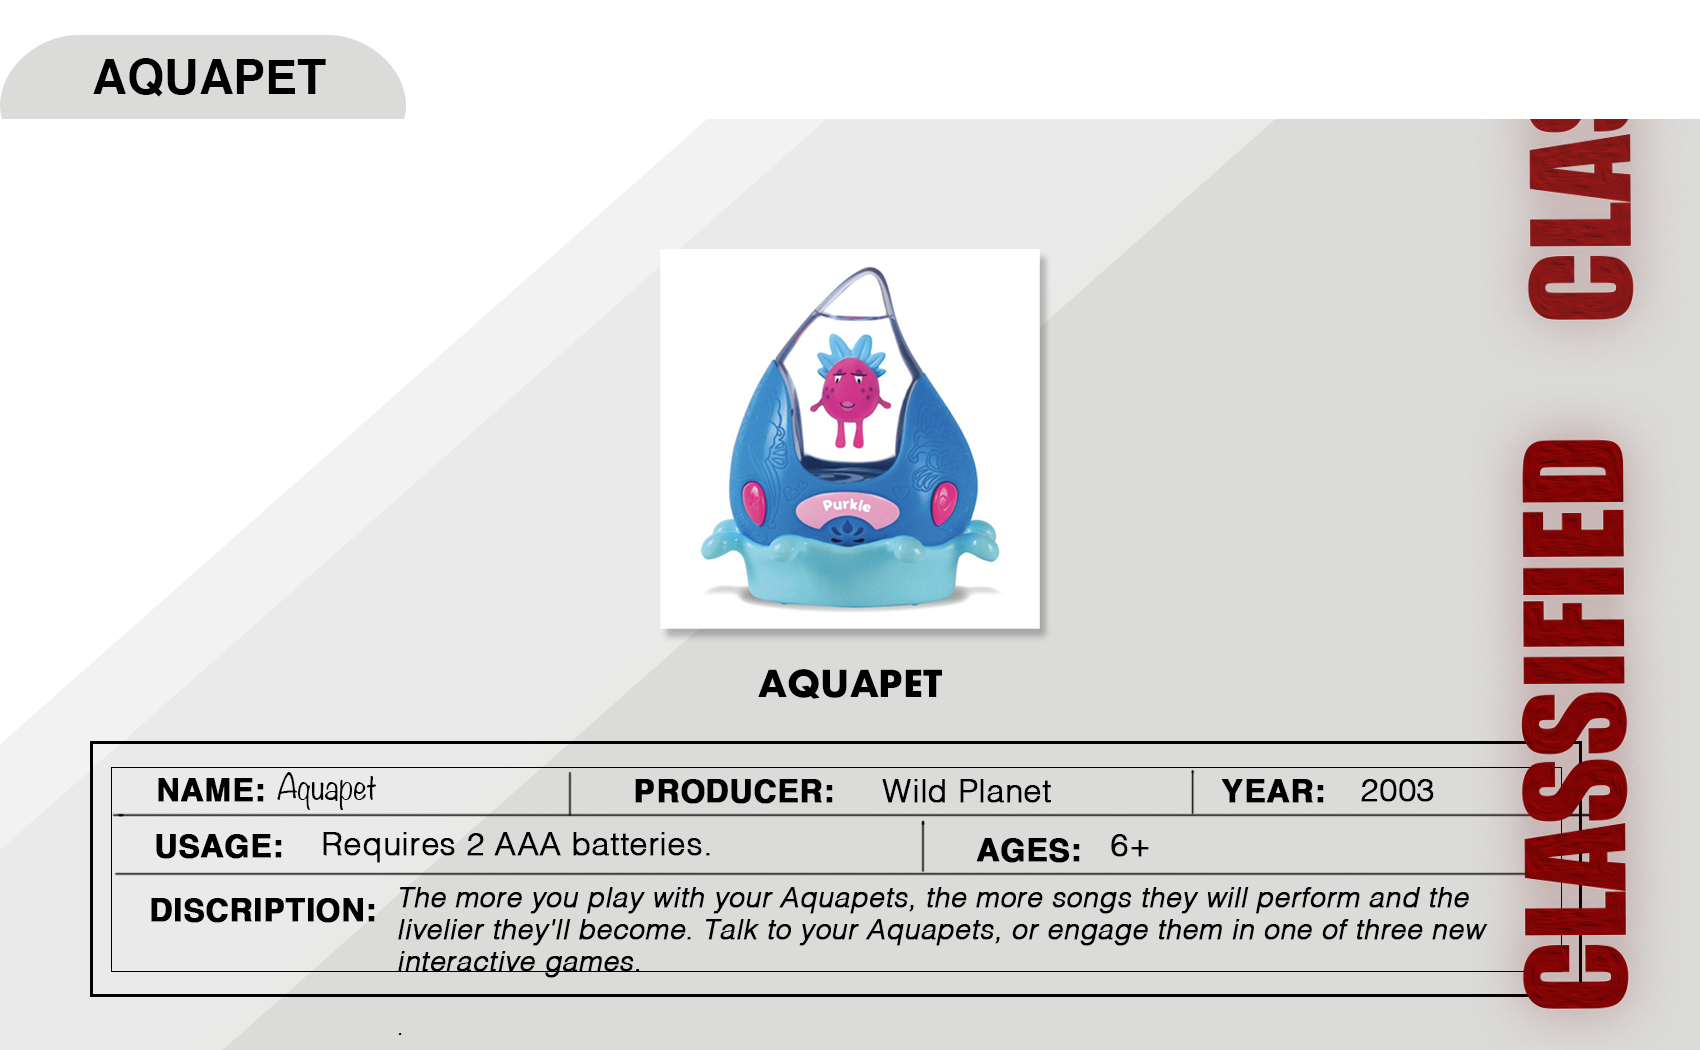 AQUAPET
CLAS
Purkle
AQUAPET
NAME: Aquapet PRODUCER: Wild Planet YEAR: 2003
USAGE: Requires 2 AAA batteries. AGES: 6+
DISCRIPTION: The more you play with your Aquapets, the more songs they will perform and the
livelier they'll become. Talk to your Aquapets, or engage them in one of three new
interactive games.
.
CLASSIFIED